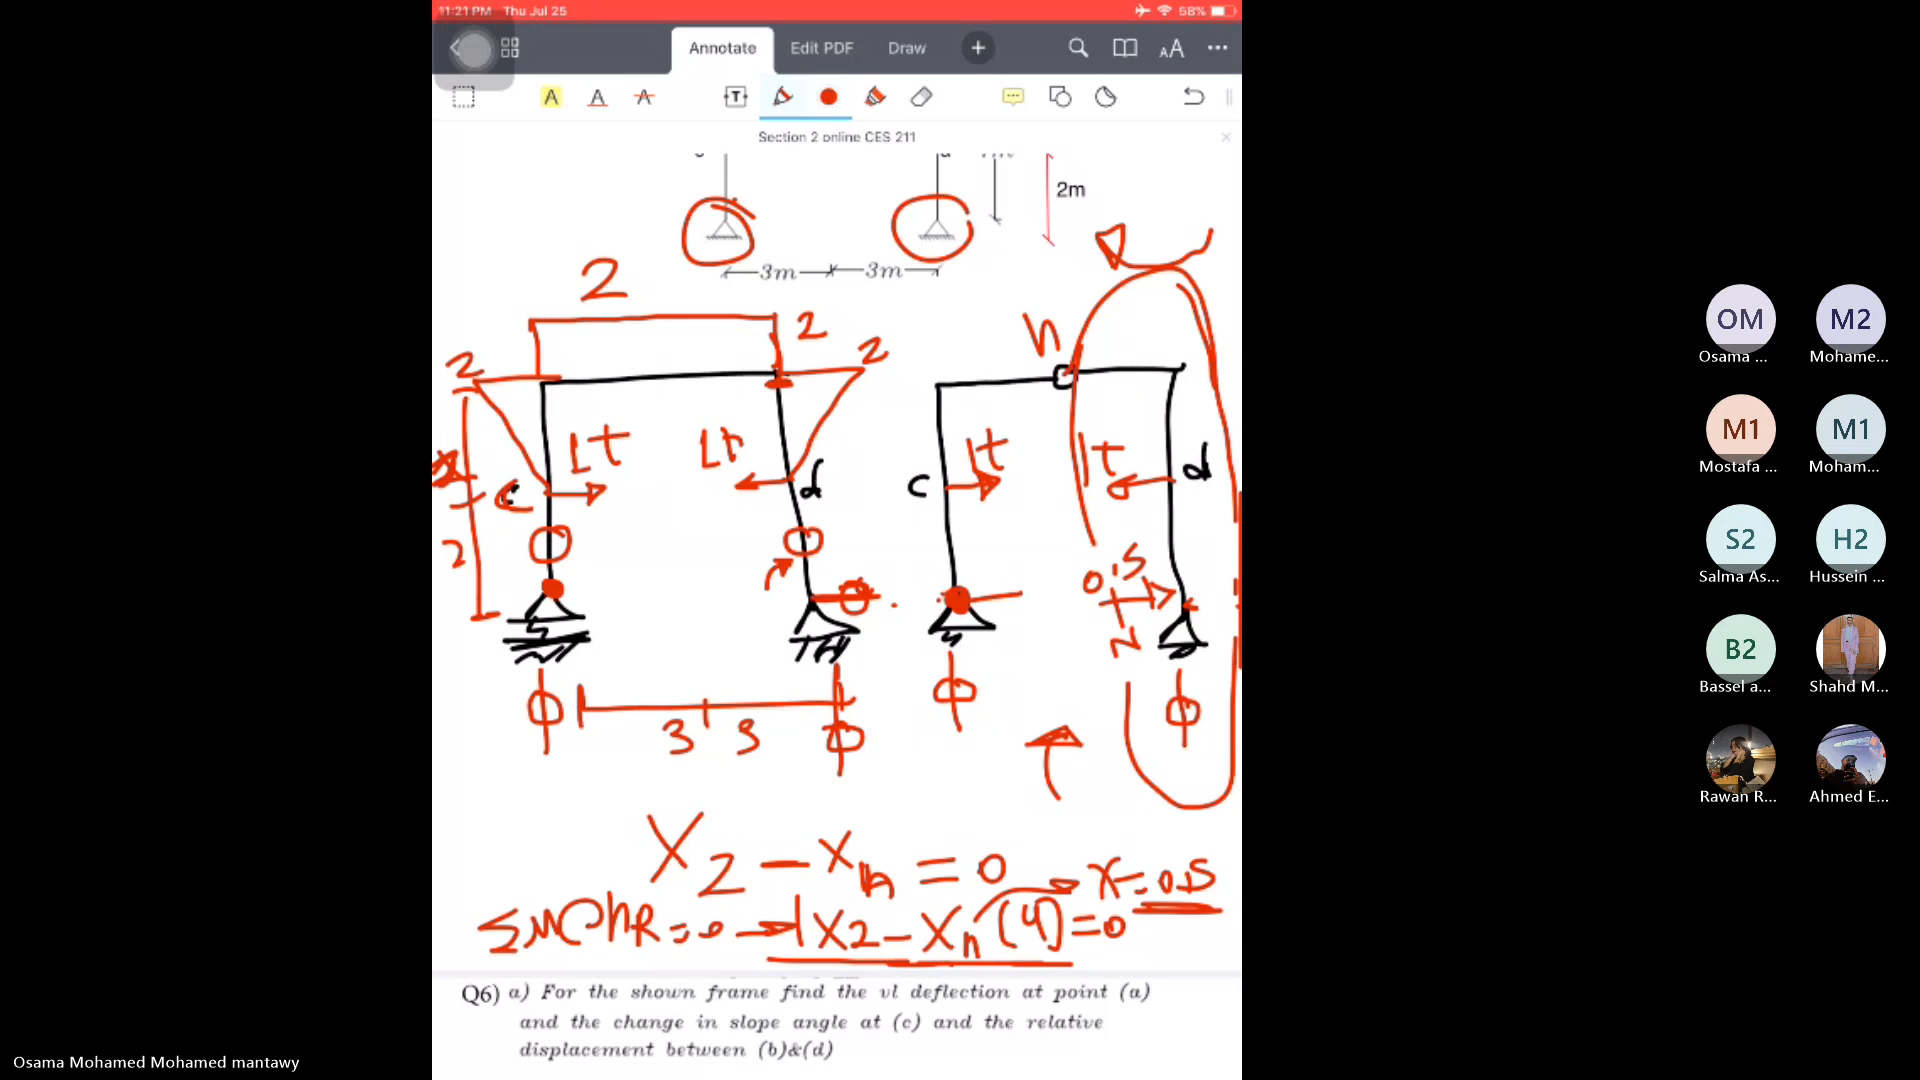 11:21 PM Thu Jul 25
58%
Annotate
Edit PDF
Draw
Section 2 online CES 211
2m
3m 3m
2
2 2 2
h
1t 1t 1t 1t
c d c d
2
0.5
3 3
X2 - Xh = 0
X = 0.5
ΣM@hR = 0 → 1x2 - Xh (4) = 0
Q6) a) For the shown frame find the vl deflection at point (a)
and the change in slope angle at (c) and the relative
displacement between (b)&(d)
OM
Osama ...
M2
Mohame...
M1
Mostafa ...
M1
Moham...
S2
Salma As...
H2
Hussein ...
B2
Bassel a...
Shahd M...
Rawan R...
Ahmed E...
Osama Mohamed Mohamed mantawy